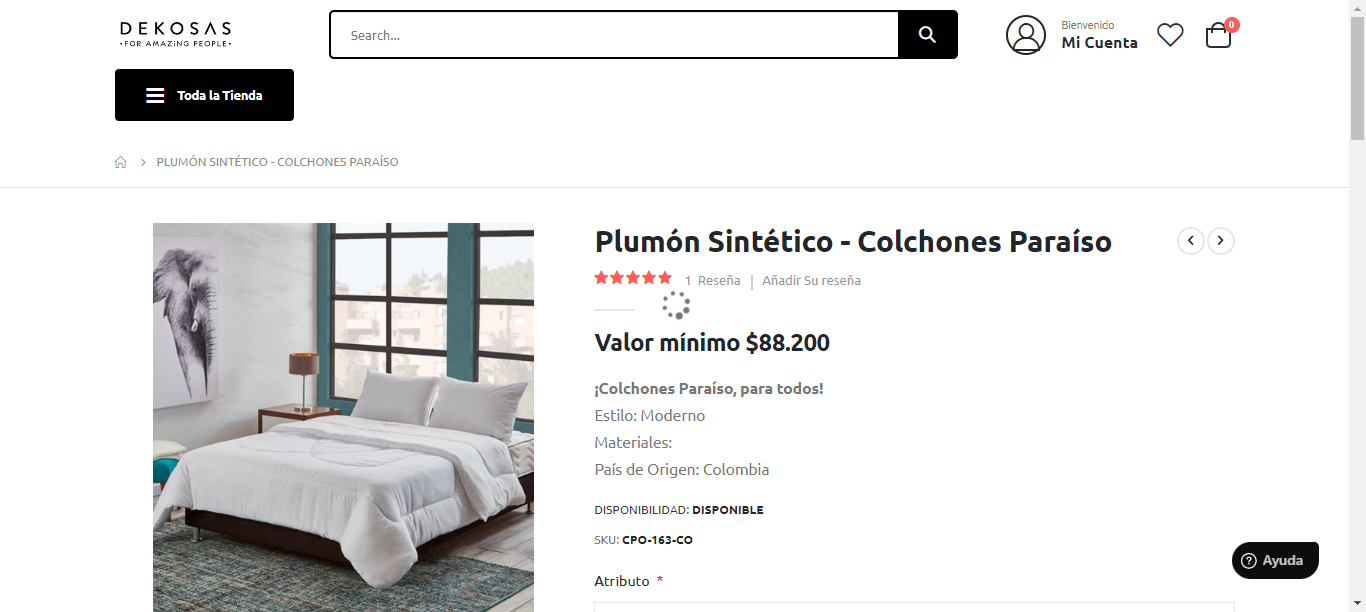 DEKOSAS
•FOR AMAZING PEOPLE•
Search...
Bienvenido
Mi Cuenta
0
Toda la Tienda
PLUMÓN SINTÉTICO - COLCHONES PARAÍSO
Plumón Sintético - Colchones Paraíso
1 Reseña | Añadir Su reseña
Valor mínimo $88.200
¡Colchones Paraíso, para todos!
Estilo: Moderno
Materiales:
País de Origen: Colombia
DISPONIBILIDAD: DISPONIBLE
SKU: CPO-163-CO
Ayuda
Atributo *